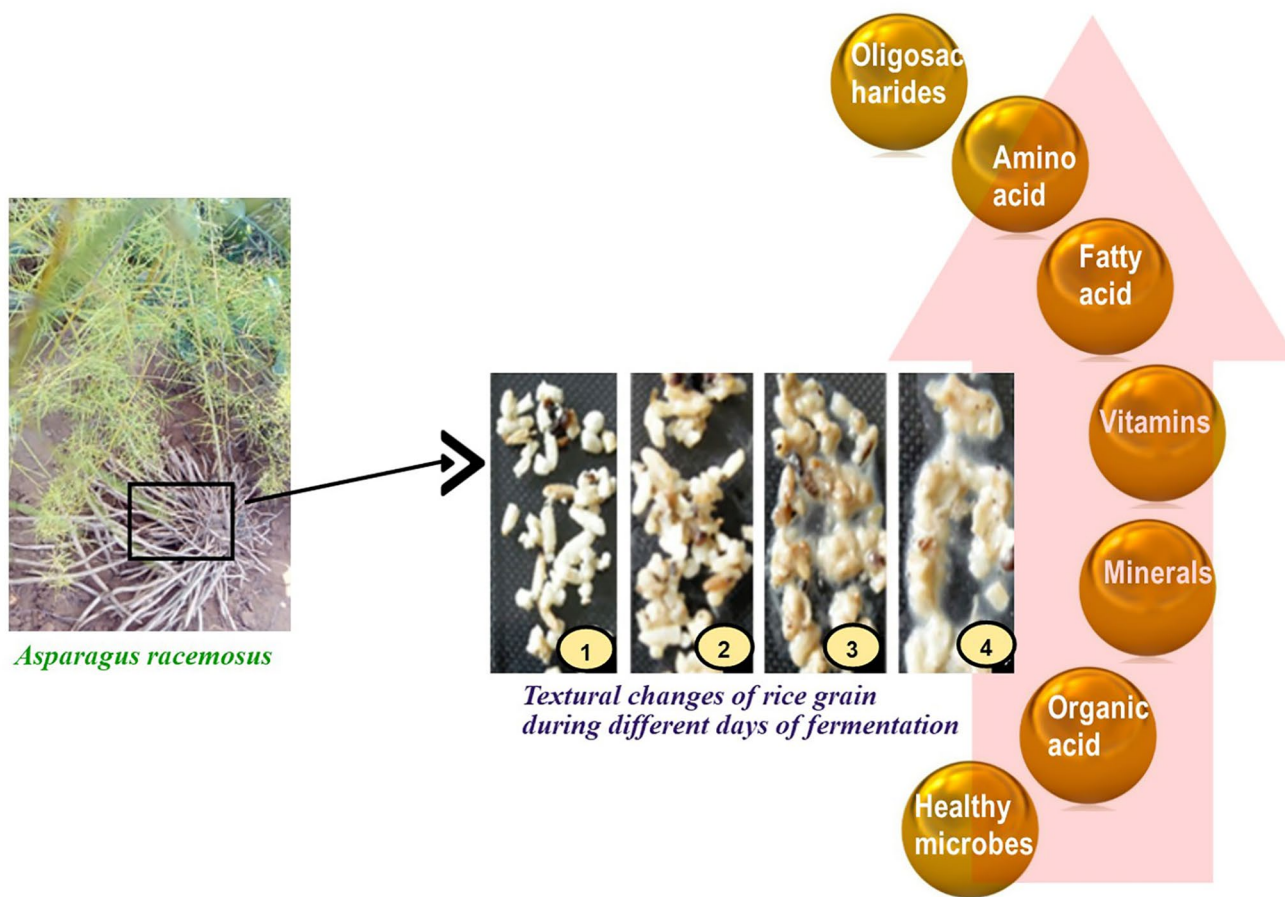 Asparagus racemosus
1
2
3
4
Textural changes of rice grain
during different days of fermentation
Oligosac
harides
Amino
acid
Fatty
acid
Vitamins
Minerals
Organic
acid
Healthy
microbes